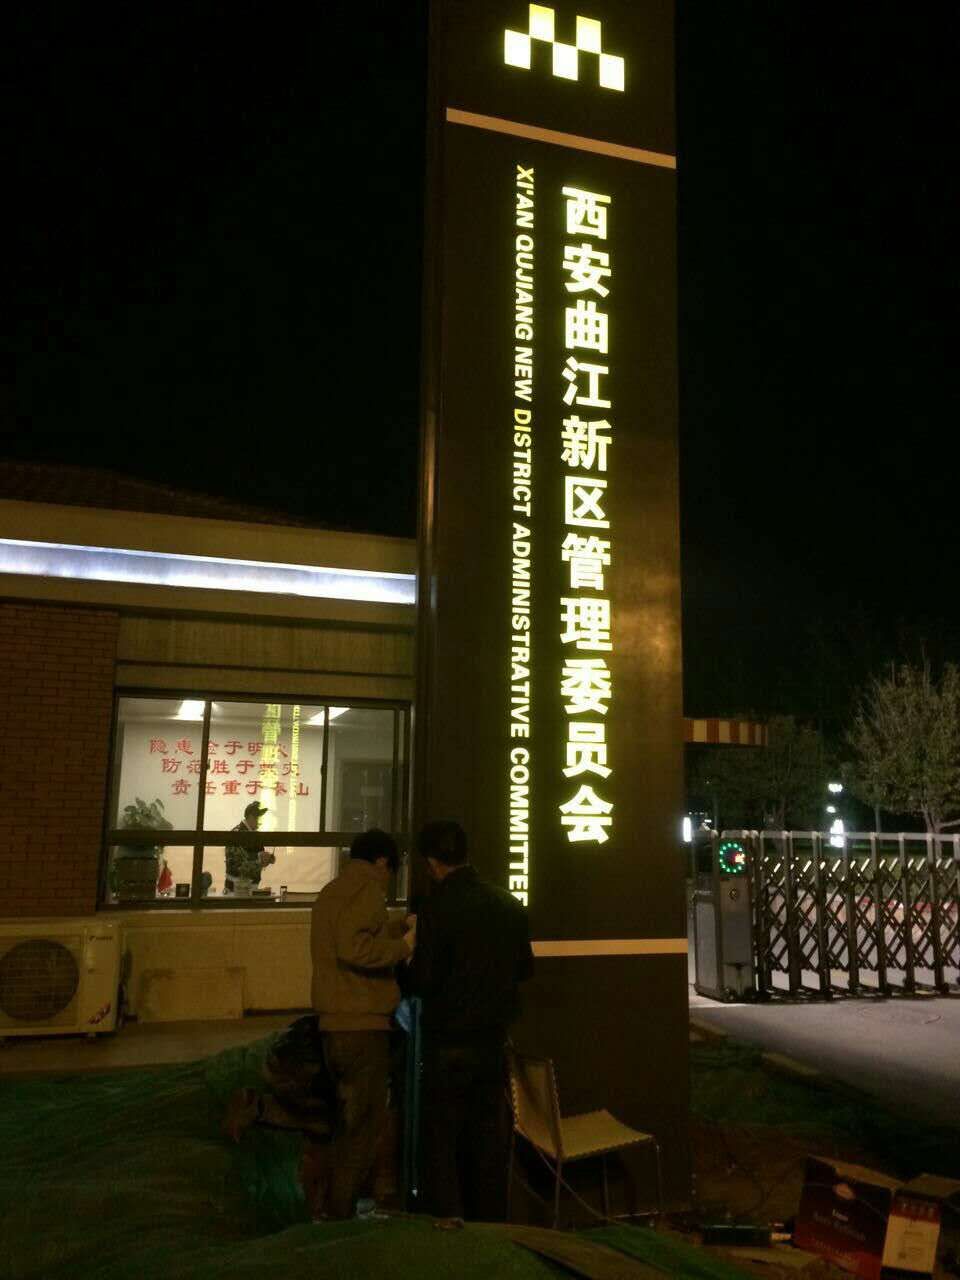 西安曲江新区管理委员会
XI'AN QUJIANG NEW DISTRICT ADMINISTRATIVE COMMITTEE
隐患险于明火
防范胜于救灾
责任重于泰山